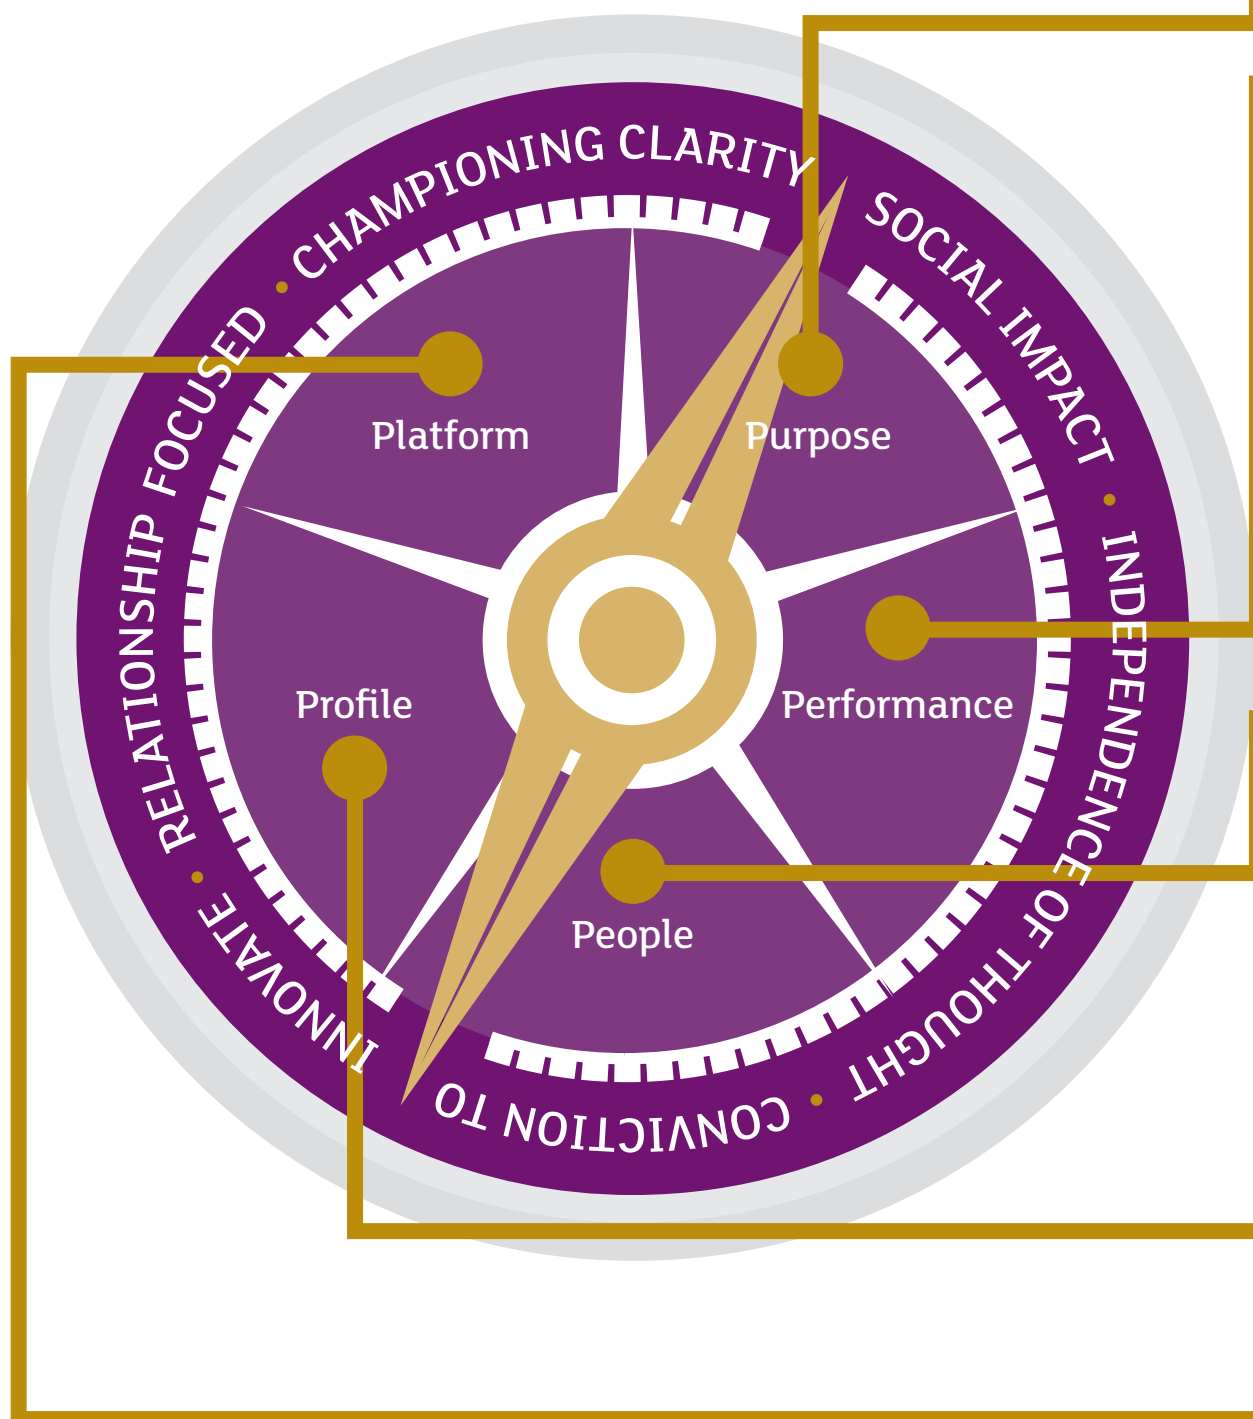 CHAMPIONING CLARITY
SOCIAL IMPACT
•
INDEPENDENCE OF THOUGHT
•
CONVICTION TO INNOVATE
•
RELATIONSHIP FOCUSED
•
Platform
Purpose
Profile
Performance
People